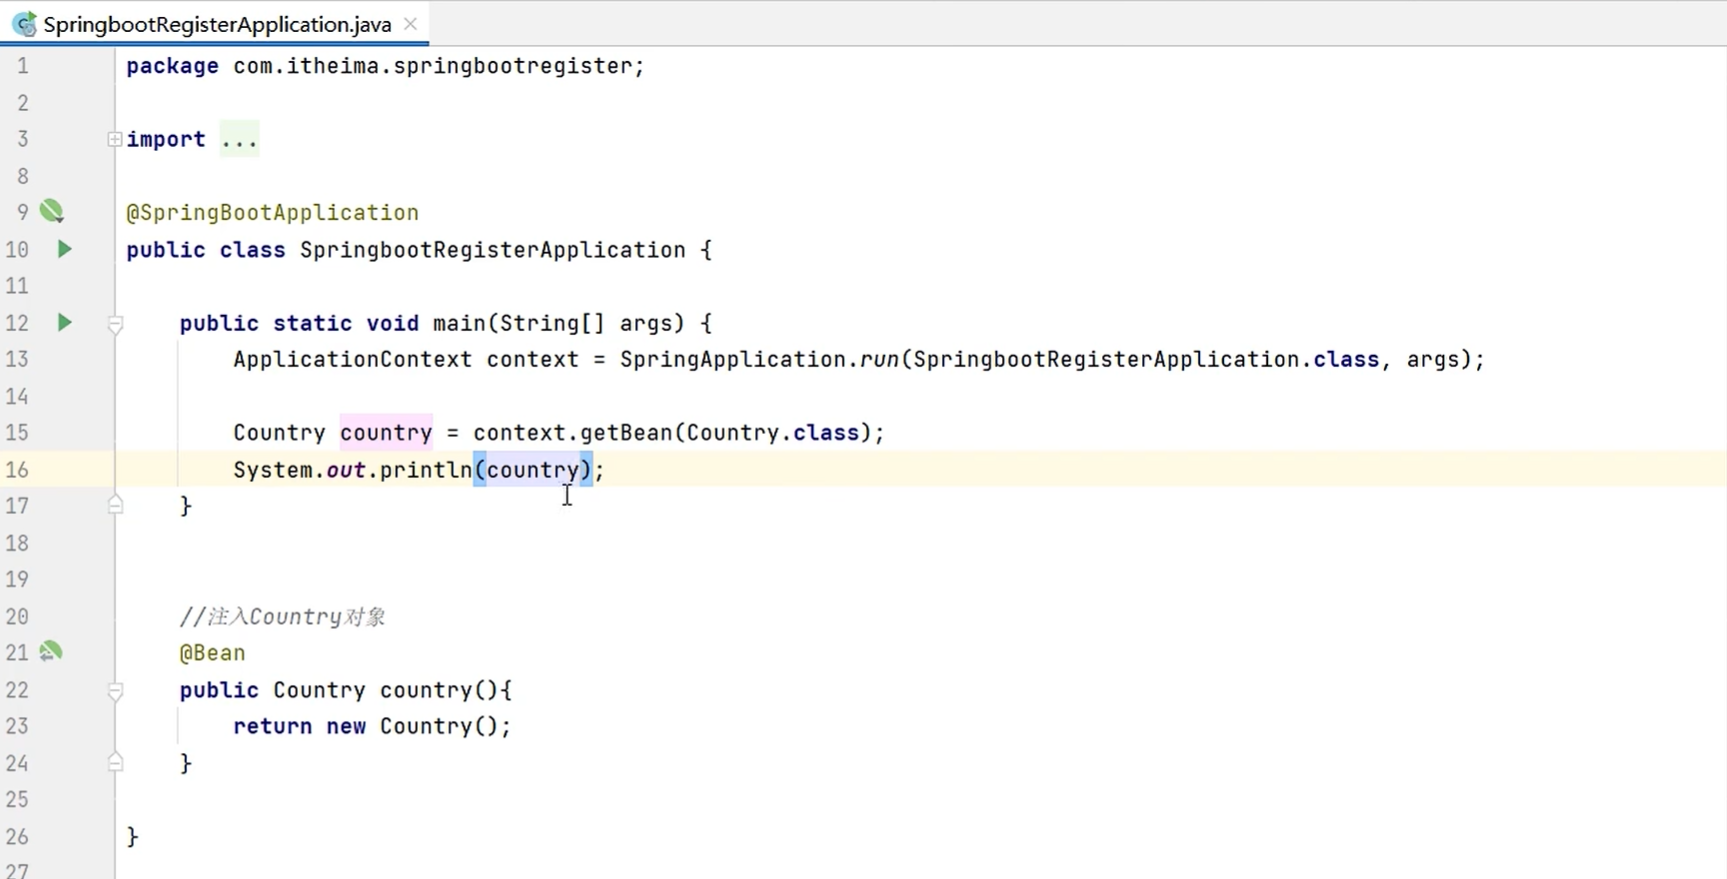 SpringbootRegisterApplication.java
1 package com.itheima.springbootregister;
2
3 import ...
8
9 @SpringBootApplication
10 public class SpringbootRegisterApplication {
11
12 public static void main(String[] args) {
13 ApplicationContext context = SpringApplication.run(SpringbootRegisterApplication.class, args);
14
15 Country country = context.getBean(Country.class);
16 System.out.println(country);
17 }
18
19
20 //注入Country对象
21 @Bean
22 public Country country(){
23 return new Country();
24 }
25
26 }
27